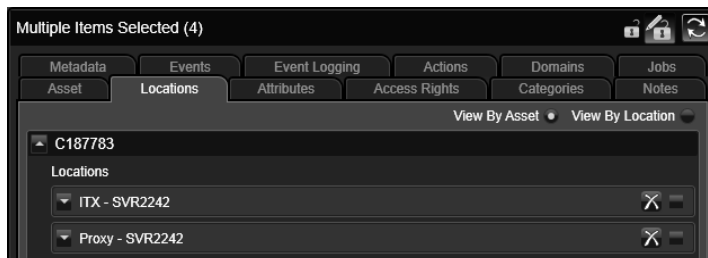 Multiple Items Selected (4)
Metadata Events Event Logging Actions Domains Jobs
Asset Locations Attributes Access Rights Categories Notes
View By Asset View By Location
C187783
Locations
ITX - SVR2242
Proxy - SVR2242